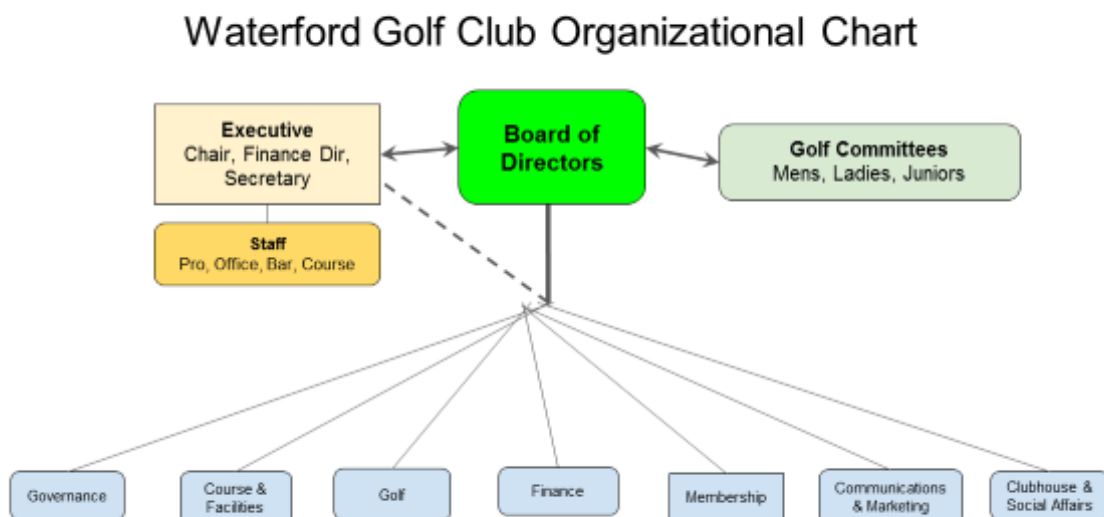 Waterford Golf Club Organizational Chart
Executive
Chair, Finance Dir,
Secretary
Board of
Directors
Golf Committees
Mens, Ladies, Juniors
Staff
Pro, Office, Bar, Course
Governance
Course &
Facilities
Golf
Finance
Membership
Communications
& Marketing
Clubhouse &
Social Affairs